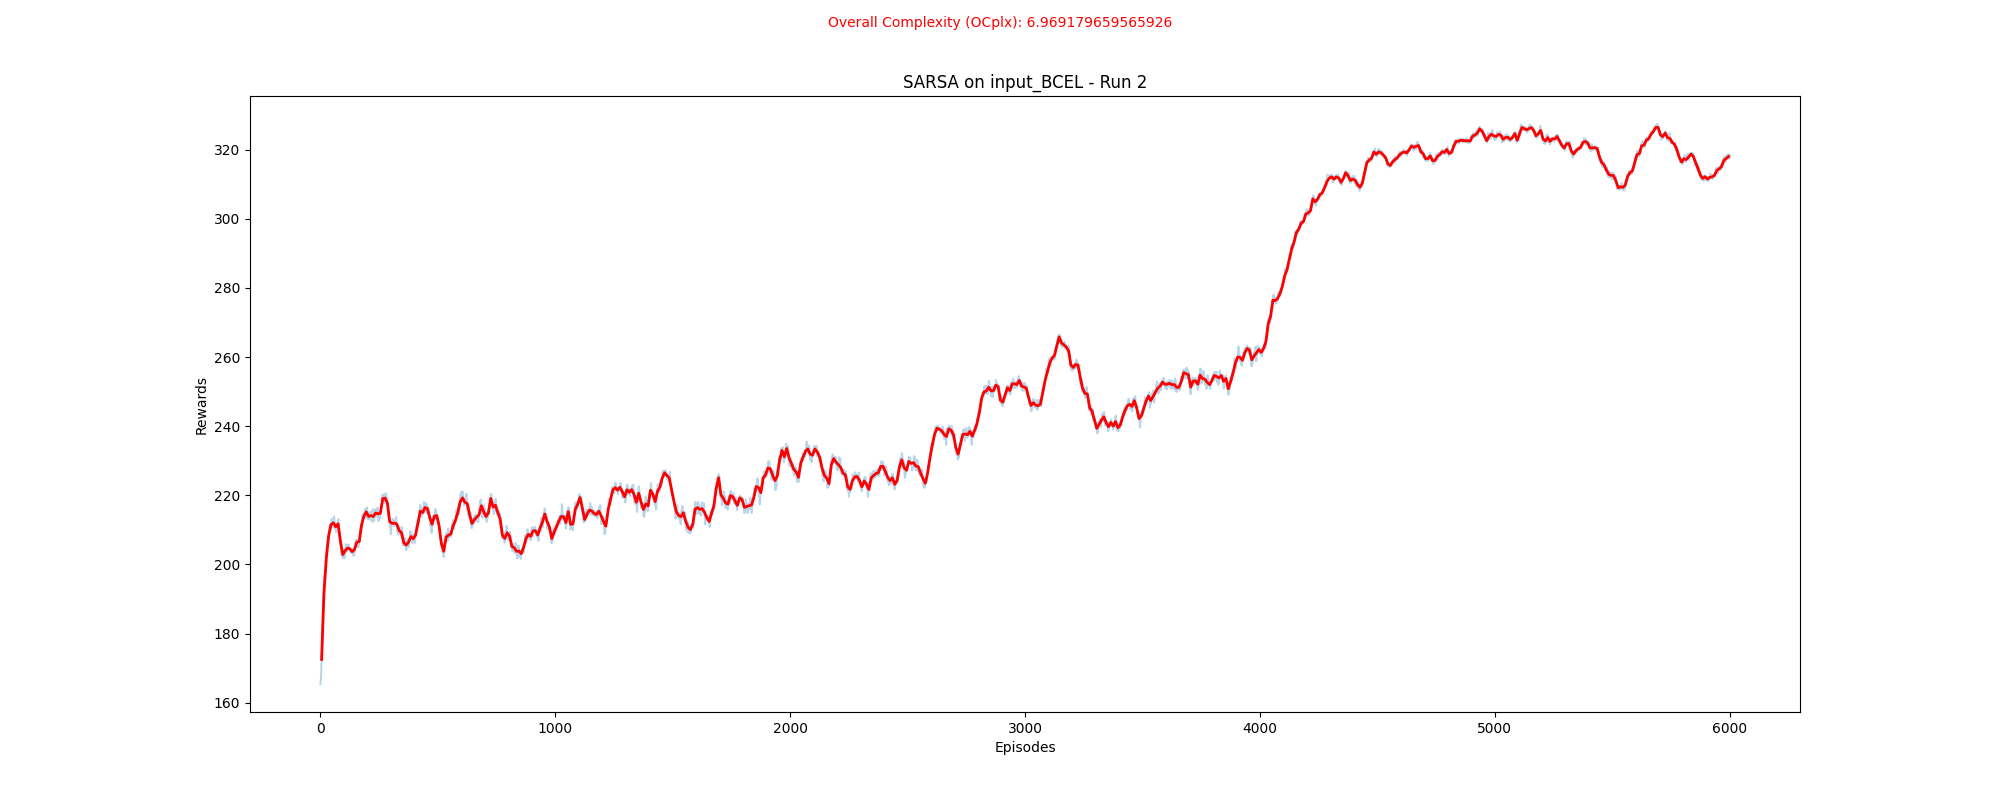 Overall Complexity (OCplx): 6.969179659565926
SARSA on input_BCEL - Run 2
Rewards
320
300
280
260
240
220
200
180
160
0 1000 2000 3000 4000 5000 6000
Episodes